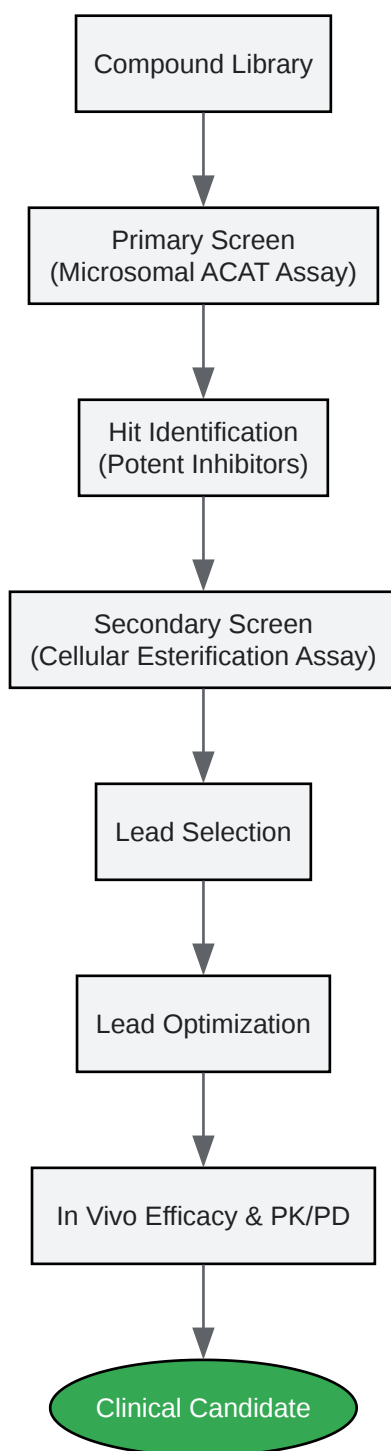 Compound Library
Primary Screen
(Microsomal ACAT Assay)
Hit Identification
(Potent Inhibitors)
Secondary Screen
(Cellular Esterification Assay)
Lead Selection
Lead Optimization
In Vivo Efficacy & PK/PD
Clinical Candidate